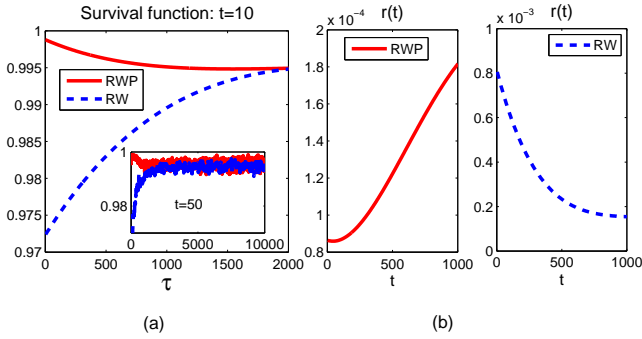 Survival function: t=10
1
0.995
0.99
0.985
0.98
0.975
0.97
RWP
RW
1
0.98
t=50
0
5000
10000
0
500
1000
1500
2000
τ
(a)
r(t)
x 10⁻⁴
2
1.8
1.6
1.4
1.2
1
0.8
RWP
0
500
1000
t
r(t)
x 10⁻³
1
0.8
0.6
0.4
0.2
0
RW
0
500
1000
t
(b)